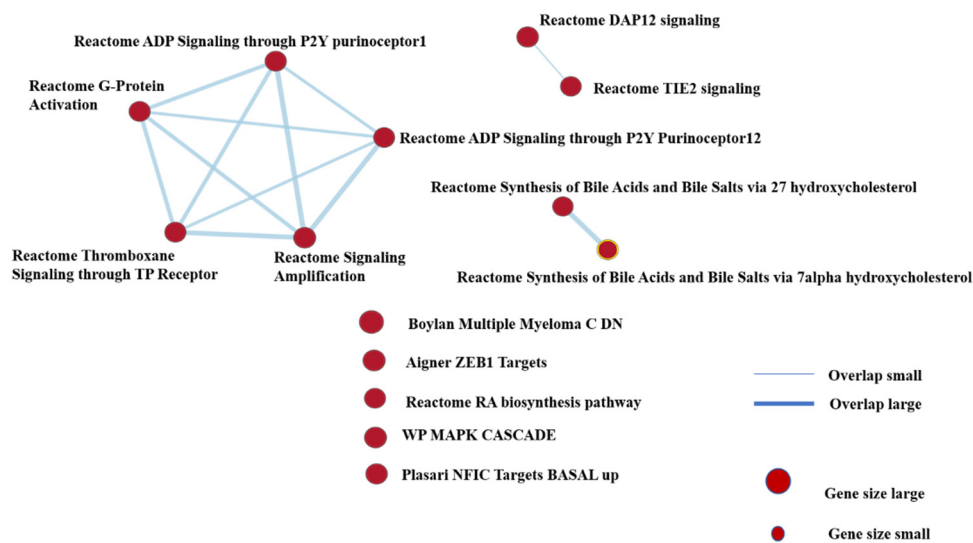 Reactome DAP12 signaling
Reactome ADP Signaling through P2Y purinoceptor1
Reactome G-Protein
Activation
Reactome TIE2 signaling
Reactome ADP Signaling through P2Y Purinoceptor12
Reactome Synthesis of Bile Acids and Bile Salts via 27 hydroxycholesterol
Reactome Thromboxane
Signaling through TP Receptor
Reactome Signaling
Amplification
Reactome Synthesis of Bile Acids and Bile Salts via 7alpha hydroxycholesterol
Boylan Multiple Myeloma C DN
Aigner ZEB1 Targets
Reactome RA biosynthesis pathway
WP MAPK CASCADE
Plasari NFIC Targets BASAL up
Overlap small
Overlap large
Gene size large
Gene size small